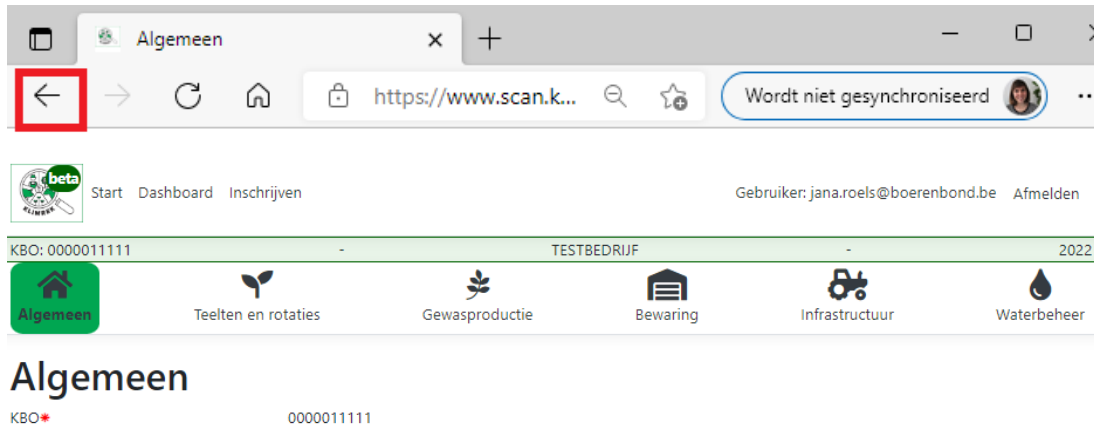 Algemeen
https://www.scan.k...
Wordt niet gesynchroniseerd
beta
KLIMREK
Start Dashboard Inschrijven
Gebruiker: jana.roels@boerenbond.be Afmelden
KBO: 0000011111 - TESTBEDRIJF - 2022
Algemeen Teelten en rotaties Gewasproductie Bewaring Infrastructuur Waterbeheer
Algemeen
KBO* 0000011111